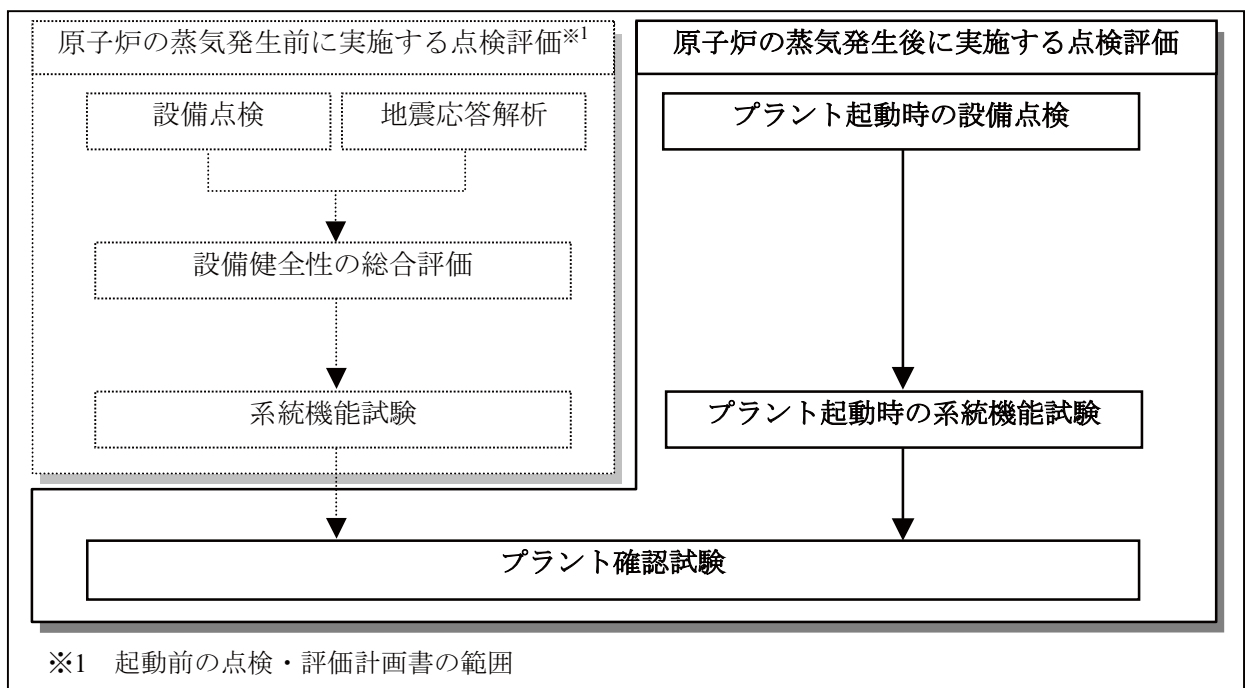 原子炉の蒸気発生前に実施する点検評価※1
設備点検
地震応答解析
設備健全性の総合評価
系統機能試験
原子炉の蒸気発生後に実施する点検評価
プラント起動時の設備点検
プラント起動時の系統機能試験
プラント確認試験
※1 起動前の点検・評価計画書の範囲